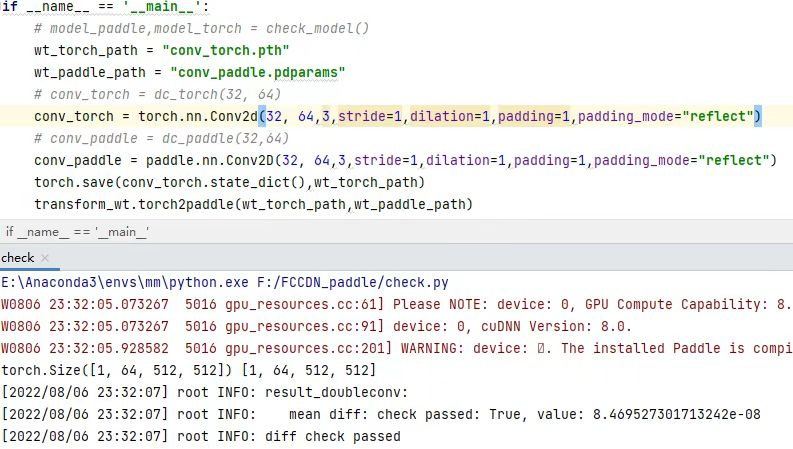 if __name__ == '__main__':
# model_paddle,model_torch = check_model()
wt_torch_path = "conv_torch.pth"
wt_paddle_path = "conv_paddle.pdparams"
# conv_torch = dc_torch(32, 64)
conv_torch = torch.nn.Conv2d(32, 64,3,stride=1,dilation=1,padding=1,padding_mode="reflect")
# conv_paddle = dc_paddle(32,64)
conv_paddle = paddle.nn.Conv2D(32, 64,3,stride=1,dilation=1,padding=1,padding_mode="reflect")
torch.save(conv_torch.state_dict(),wt_torch_path)
transform_wt.torch2paddle(wt_torch_path,wt_paddle_path)
if __name__ == '__main__'
check ×
E:\Anaconda3\envs\mm\python.exe F:/FCCDN_paddle/check.py
W0806 23:32:05.073267  5016 gpu_resources.cc:61] Please NOTE: device: 0, GPU Compute Capability: 8.
W0806 23:32:05.073267  5016 gpu_resources.cc:91] device: 0, cuDNN Version: 8.0.
W0806 23:32:05.928582  5016 gpu_resources.cc:201] WARNING: device: . The installed Paddle is compi
torch.Size([1, 64, 512, 512]) [1, 64, 512, 512]
[2022/08/06 23:32:07] root INFO: result_doubleconv:
[2022/08/06 23:32:07] root INFO:    mean diff: check passed: True, value: 8.469527301713242e-08
[2022/08/06 23:32:07] root INFO: diff check passed